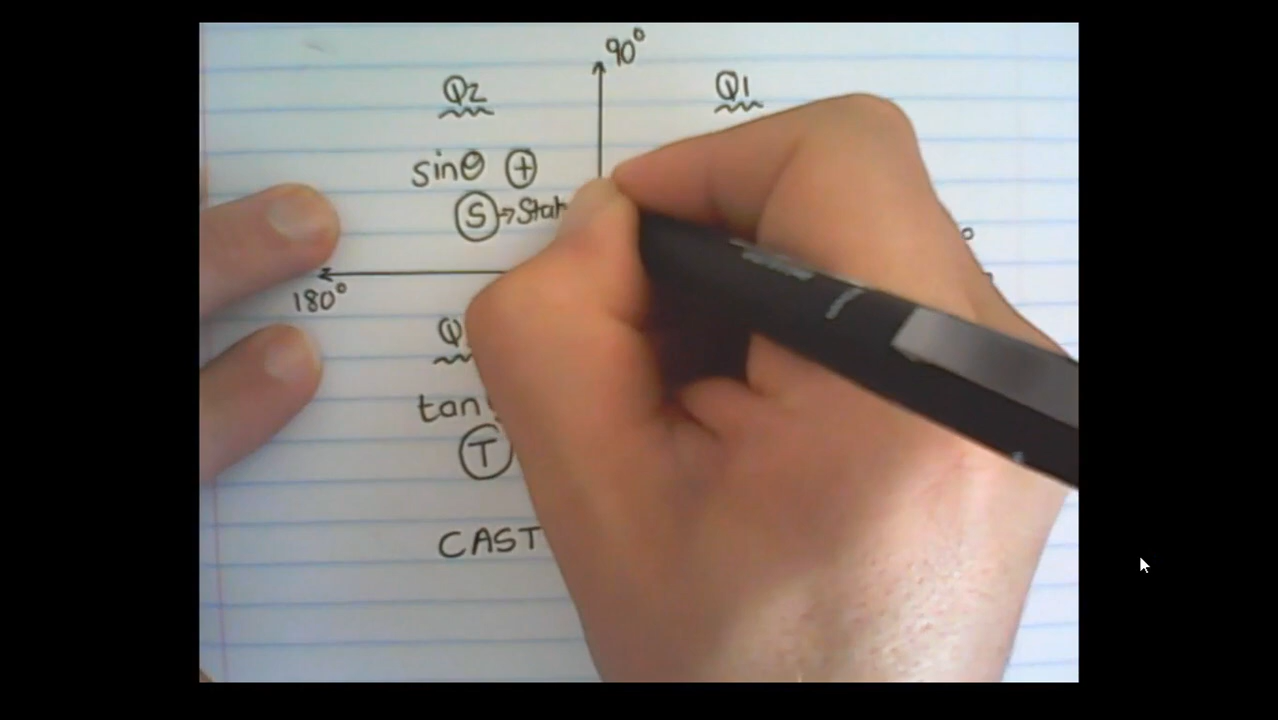 90°
Q2
Q1
sinθ +
S → Stat
180°
tan
T
CAST